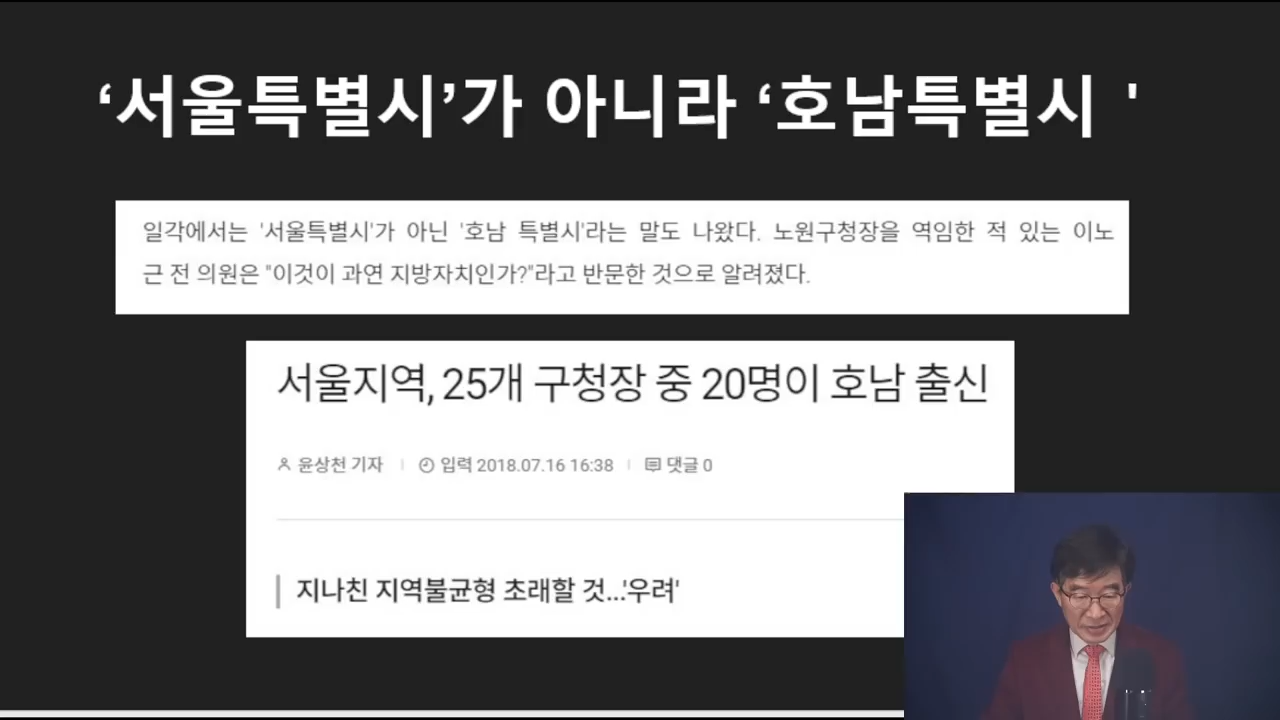 ‘서울특별시’가 아니라 ‘호남특별시 '
일각에서는 '서울특별시'가 아닌 '호남 특별시'라는 말도 나왔다. 노원구청장을 역임한 적 있는 이노
근 전 의원은 "이것이 과연 지방자치인가?"라고 반문한 것으로 알려졌다.
서울지역, 25개 구청장 중 20명이 호남 출신
윤상천 기자 | 입력 2018.07.16 16:38 | 댓글 0
지나친 지역불균형 초래할 것...'우려'